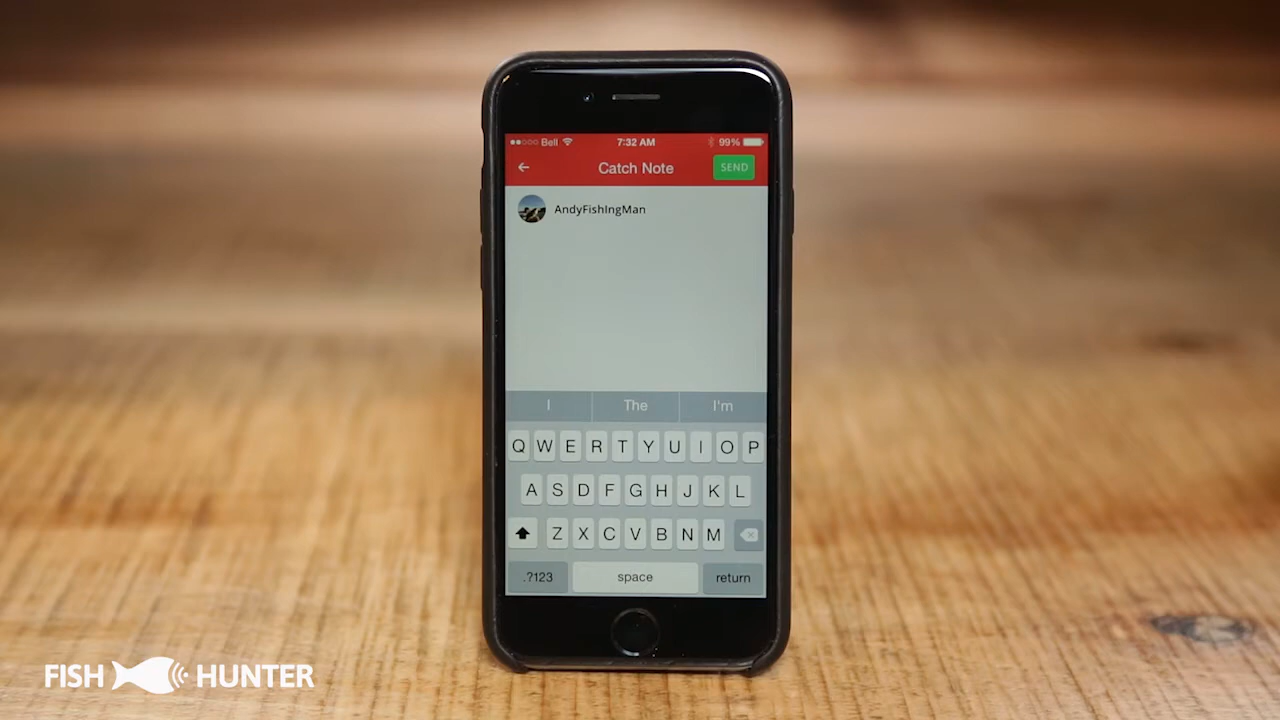 Bell 7:32 AM 99%
Catch Note SEND
AndyFishIngMan
I The I'm
Q W E R T Y U I O P
A S D F G H J K L
Z X C V B N M
.?123 space return
FISH HUNTER